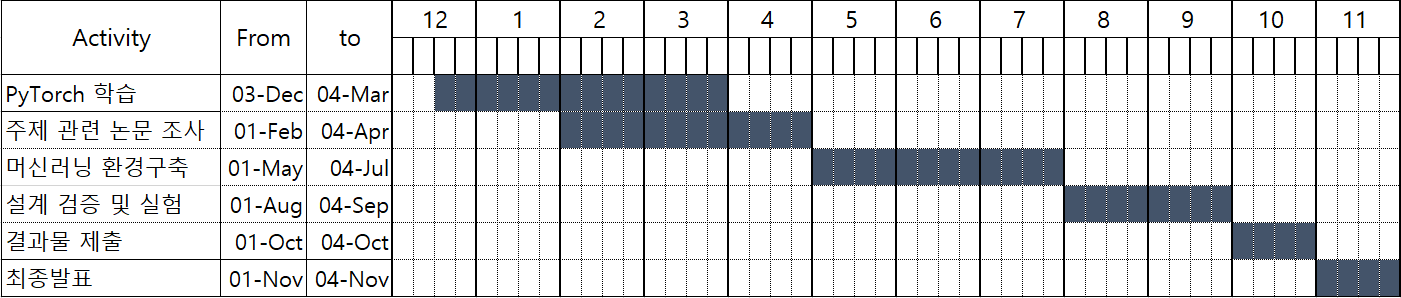 Activity From to 12 1 2 3 4 5 6 7 8 9 10 11
PyTorch 학습 03-Dec 04-Mar
주제 관련 논문 조사 01-Feb 04-Apr
머신러닝 환경구축 01-May 04-Jul
설계 검증 및 실험 01-Aug 04-Sep
결과물 제출 01-Oct 04-Oct
최종발표 01-Nov 04-Nov